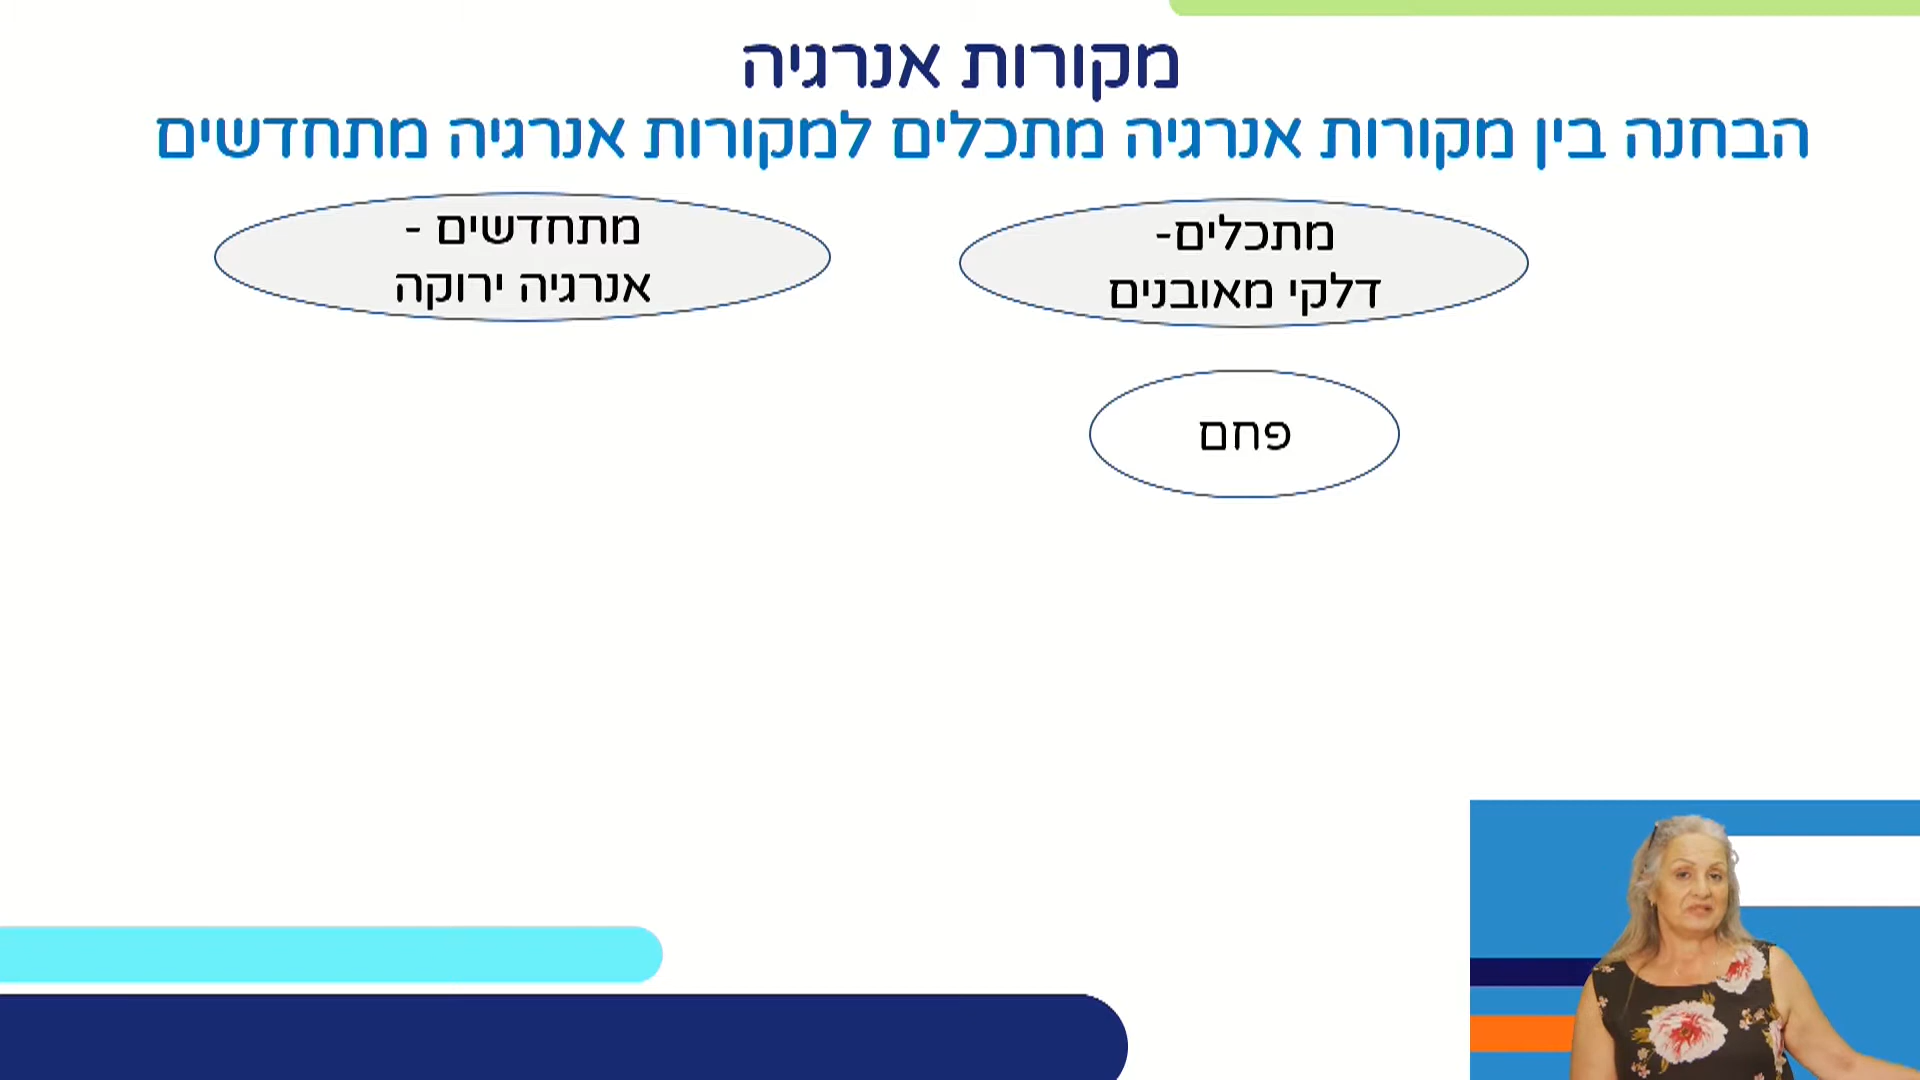 מקורות אנרגיה
הבחנה בין מקורות אנרגיה מתכלים למקורות אנרגיה מתחדשים
מתכלים-
דלקי מאובנים
מתחדשים -
אנרגיה ירוקה
פחם